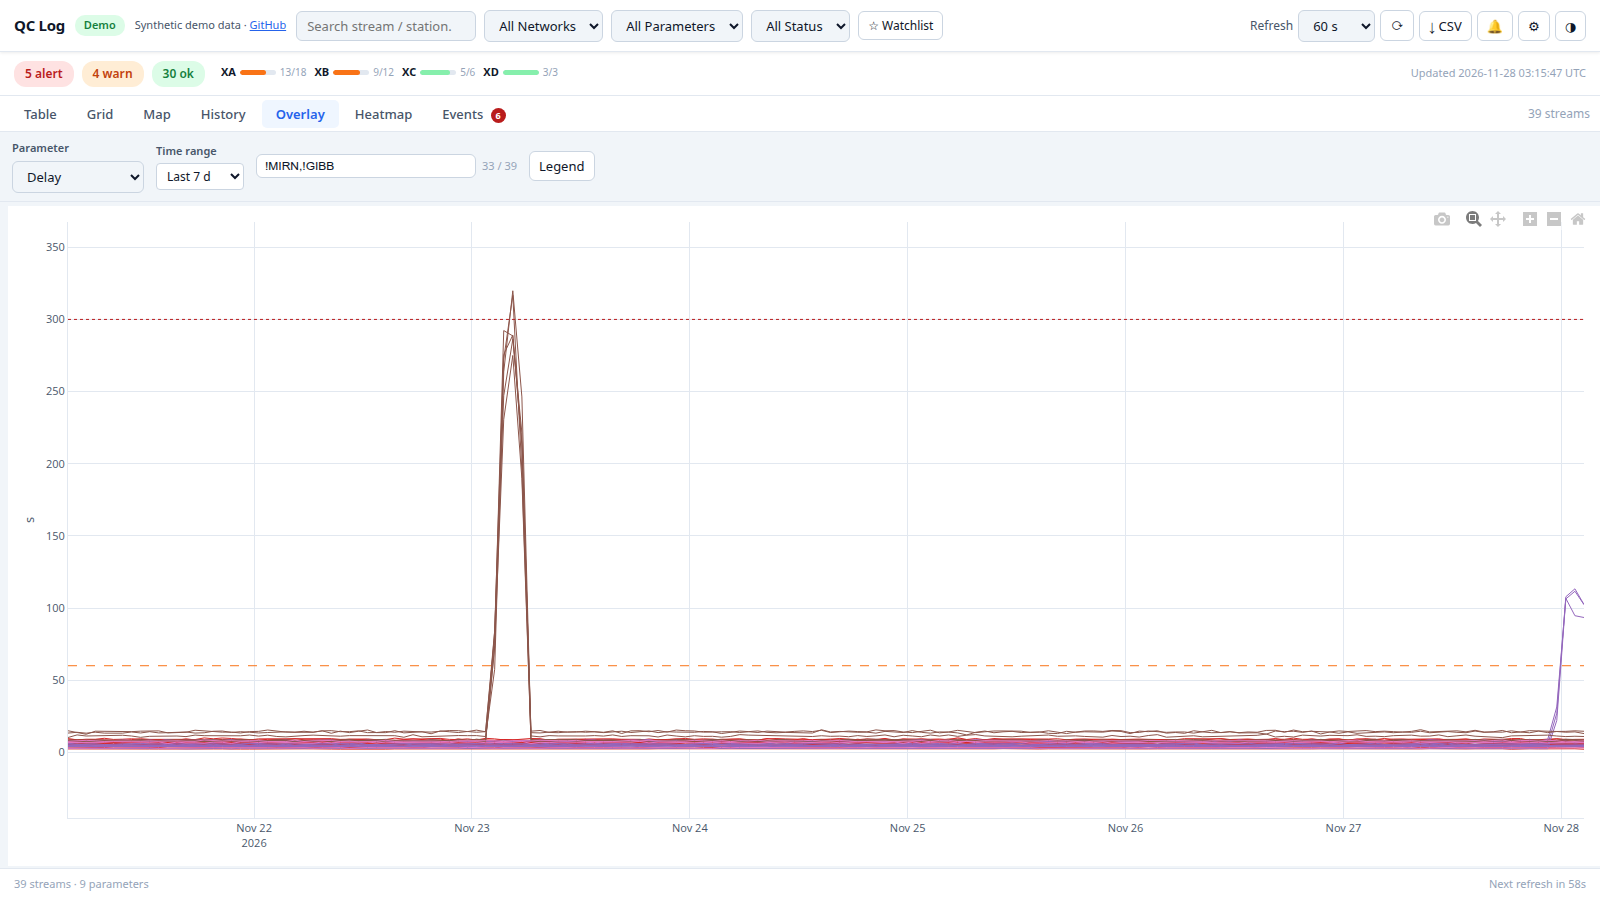 QC Log Demo Synthetic demo data · GitHub Search stream / station. All Networks All Parameters All Status ☆ Watchlist Refresh 60 s ⟳ ↓ CSV 🔔 ⚙ ◑
5 alert 4 warn 30 ok XA 13/18 XB 9/12 XC 5/6 XD 3/3 Updated 2026-11-28 03:15:47 UTC
Table Grid Map History Overlay Heatmap Events 6 39 streams
Parameter Time range
Delay Last 7 d !MIRN,!GIBB 33 / 39 Legend
350
300
250
200
150
100
50
0
s
Nov 22 Nov 23 Nov 24 Nov 25 Nov 26 Nov 27 Nov 28
2026
39 streams · 9 parameters Next refresh in 58s